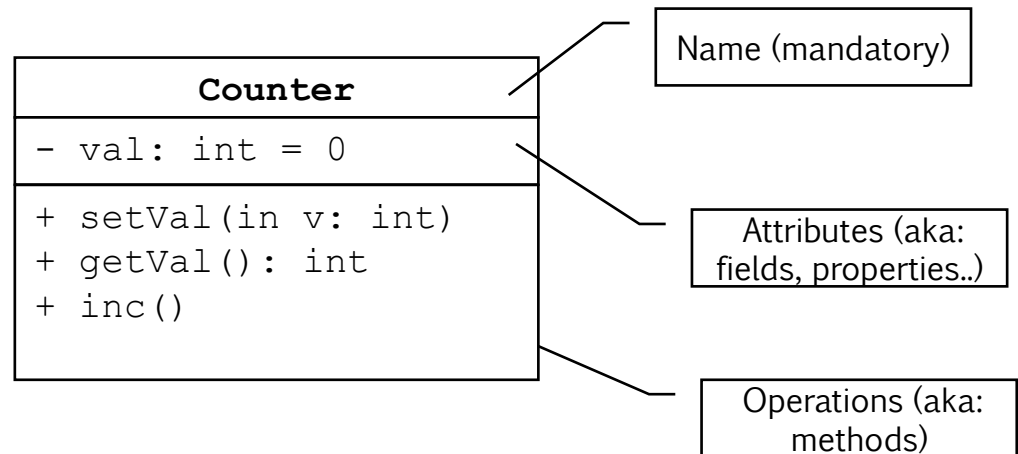 Name (mandatory)
Counter
- val: int = 0
+ setVal(in v: int)
+ getVal(): int
+ inc()
Attributes (aka:
fields, properties..)
Operations (aka:
methods)